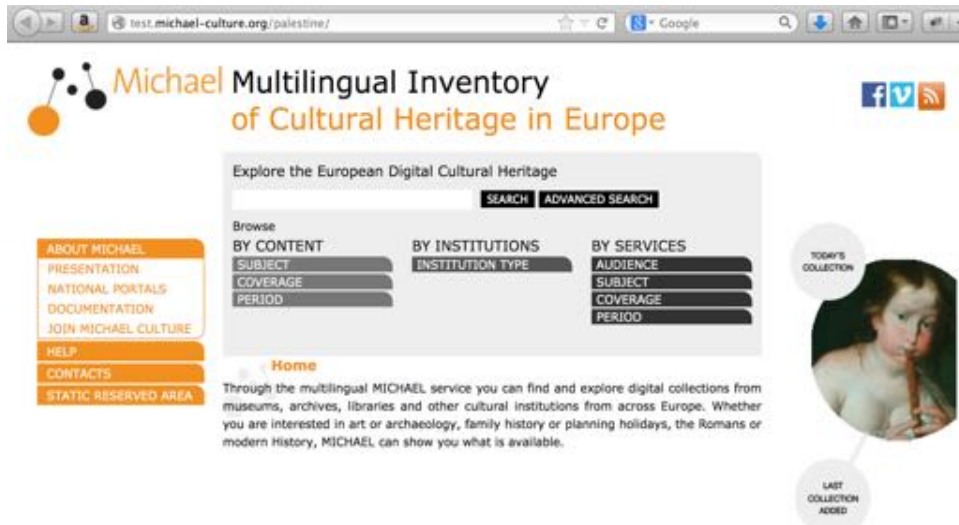 test.michael-culture.org/palestine/
Google
Michael Multilingual Inventory
of Cultural Heritage in Europe
Explore the European Digital Cultural Heritage
SEARCH ADVANCED SEARCH
Browse
BY CONTENT BY INSTITUTIONS BY SERVICES
SUBJECT INSTITUTION TYPE AUDIENCE
COVERAGE SUBJECT
PERIOD COVERAGE
PERIOD
ABOUT MICHAEL
PRESENTATION
NATIONAL PORTALS
DOCUMENTATION
JOIN MICHAEL CULTURE
HELP
CONTACTS
STATIC RESERVED AREA
Home
Through the multilingual MICHAEL service you can find and explore digital collections from
museums, archives, libraries and other cultural institutions from across Europe. Whether
you are interested in art or archaeology, family history or planning holidays, the Romans or
modern History, MICHAEL can show you what is available.
TODAY'S
COLLECTION
LAST
COLLECTION
ADDED